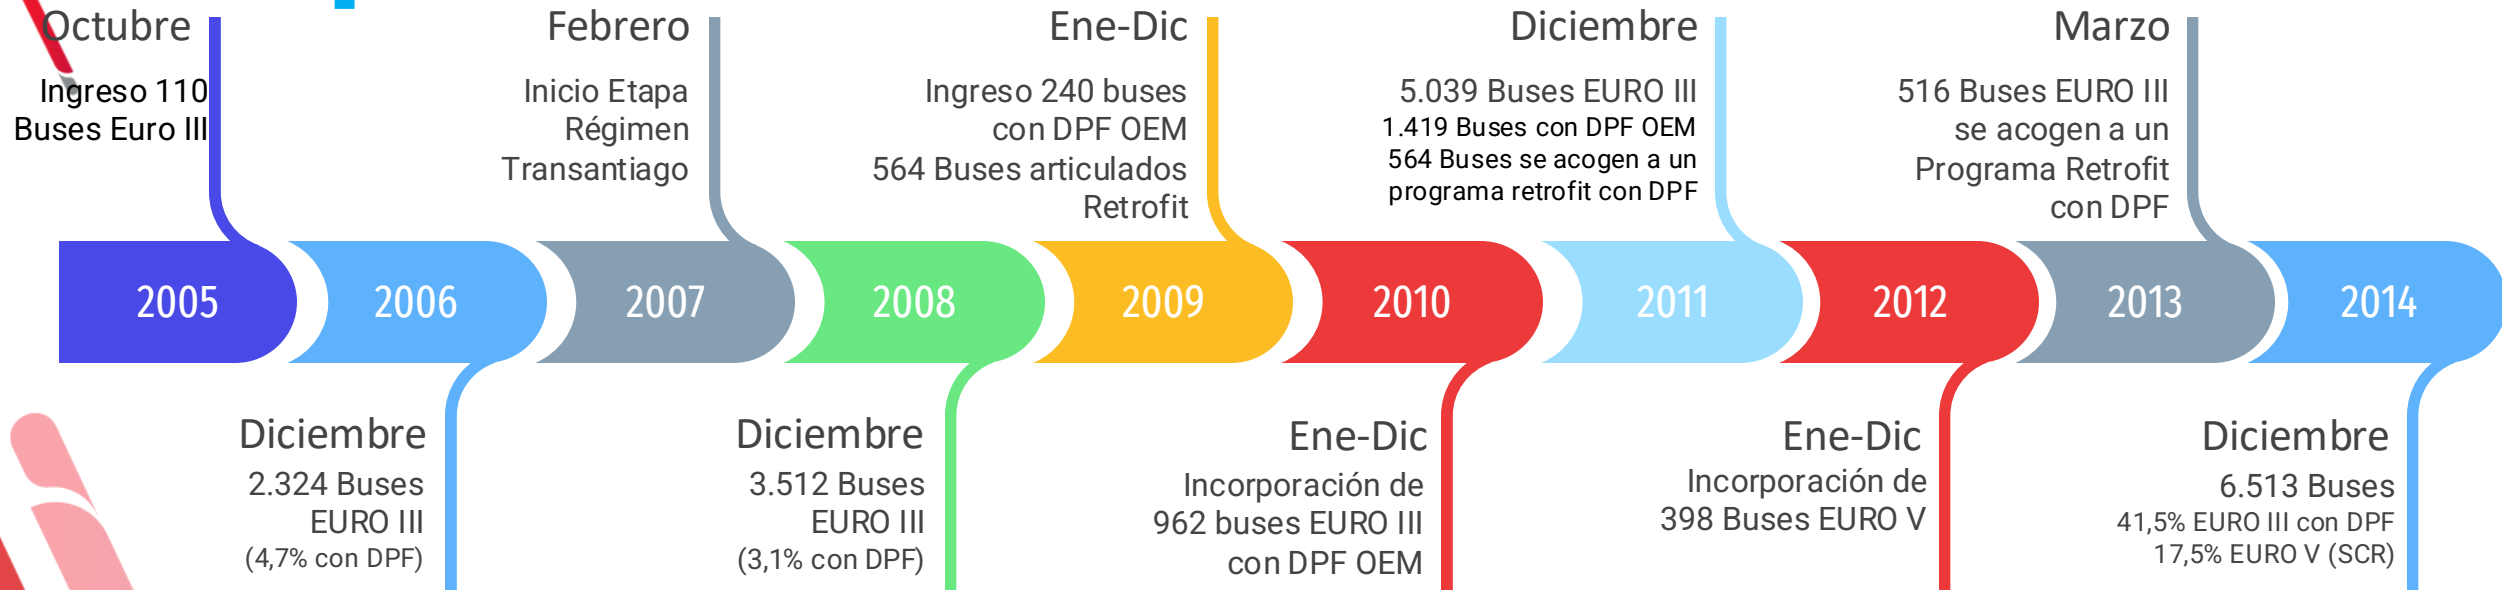 Octubre
Ingreso 110
Buses Euro III
Febrero
Inicio Etapa
Régimen
Transantiago
Ene-Dic
Ingreso 240 buses
con DPF OEM
564 Buses articulados
Retrofit
Diciembre
5.039 Buses EURO III
1.419 Buses con DPF OEM
564 Buses se acogen a un
programa retrofit con DPF
Marzo
516 Buses EURO III
se acogen a un
Programa Retrofit
con DPF
2005
2006
2007
2008
2009
2010
2011
2012
2013
2014
Diciembre
2.324 Buses
EURO III
(4,7% con DPF)
Diciembre
3.512 Buses
EURO III
(3,1% con DPF)
Ene-Dic
Incorporación de
962 buses EURO III
con DPF OEM
Ene-Dic
Incorporación de
398 Buses EURO V
Diciembre
6.513 Buses
41,5% EURO III con DPF
17,5% EURO V (SCR)